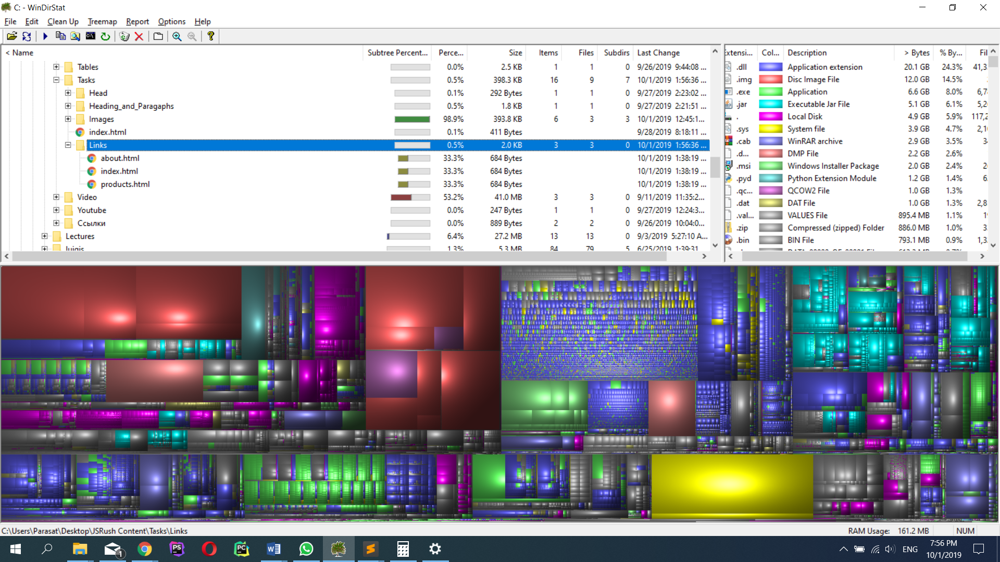 C: - WinDirStat
File Edit Clean Up Treemap Report Options Help
< Name Subtree Percent... Perce... Size Items Files Subdirs Last Change
Tables 0.0% 2.5 KB 1 1 0 9/26/2019 9:44:08 ...
Tasks 0.5% 398.3 KB 16 9 7 10/1/2019 1:56:36 ...
Head 0.1% 292 Bytes 1 1 0 9/27/2019 2:23:02 ...
Heading_and_Paragaphs 0.5% 1.8 KB 1 1 0 9/27/2019 2:21:51 ...
Images 98.9% 393.8 KB 6 3 3 10/1/2019 12:45:1...
index.html 0.1% 411 Bytes 9/28/2019 8:18:11 ...
Links 0.5% 2.0 KB 3 3 0 10/1/2019 1:56:36 ...
about.html 33.3% 684 Bytes 10/1/2019 1:38:19 ...
index.html 33.3% 684 Bytes 10/1/2019 1:38:19 ...
products.html 33.3% 684 Bytes 10/1/2019 1:38:19 ...
Video 53.2% 41.0 MB 3 3 0 9/11/2019 11:35:2...
Youtube 0.0% 247 Bytes 1 1 0 9/27/2019 12:24:3...
Ссылки 0.0% 889 Bytes 2 2 0 9/26/2019 10:04:0...
Lectures 6.4% 27.2 MB 13 13 0 9/3/2019 5:27:10 A...
1.3% 5.3 MB 84 79 5 6/25/2019 1:39:31
Extensi... Col... Description > Bytes % By... Fil
.dll Application extension 20.1 GB 24.3% 41,3
.img Disc Image File 12.0 GB 14.5%
.exe Application 6.6 GB 8.0% 6,7
.jar Executable Jar File 5.1 GB 6.1% 5,2
. Local Disk 4.9 GB 5.9% 117,2
.sys System file 3.9 GB 4.7% 2,1
.cab WinRAR archive 2.9 GB 3.5% 3
.d... DMP File 2.2 GB 2.6%
.msi Windows Installer Package 2.0 GB 2.4% 2
.pyd Python Extension Module 1.2 GB 1.4% 6
.qc... QCOW2 File 1.0 GB 1.3%
.dat DAT File 1.0 GB 1.3% 2,8
.val... VALUES File 895.4 MB 1.1% 1
.zip Compressed (zipped) Folder 886.0 MB 1.0% 3
.bin BIN File 793.1 MB 0.9% 1,3
C:\Users\Parasat\Desktop\JSRush Content\Tasks\Links RAM Usage: 161.2 MB NUM
1 PS PC W ENG 7:56 PM
10/1/2019